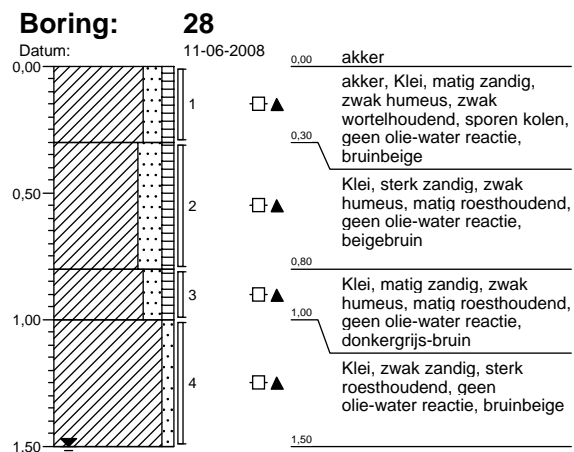 Boring: 28
Datum: 11-06-2008
0,00
0,50
1,00
1,50
1
2
3
4
0,00 akker
akker, Klei, matig zandig,
zwak humeus, zwak
wortelhoudend, sporen kolen,
geen olie-water reactie,
bruinbeige
0,30
Klei, sterk zandig, zwak
humeus, matig roesthoudend,
geen olie-water reactie,
beigebruin
0,80
Klei, matig zandig, zwak
humeus, matig roesthoudend,
geen olie-water reactie,
donkergrijs-bruin
1,00
Klei, zwak zandig, sterk
roesthoudend, geen
olie-water reactie, bruinbeige
1,50